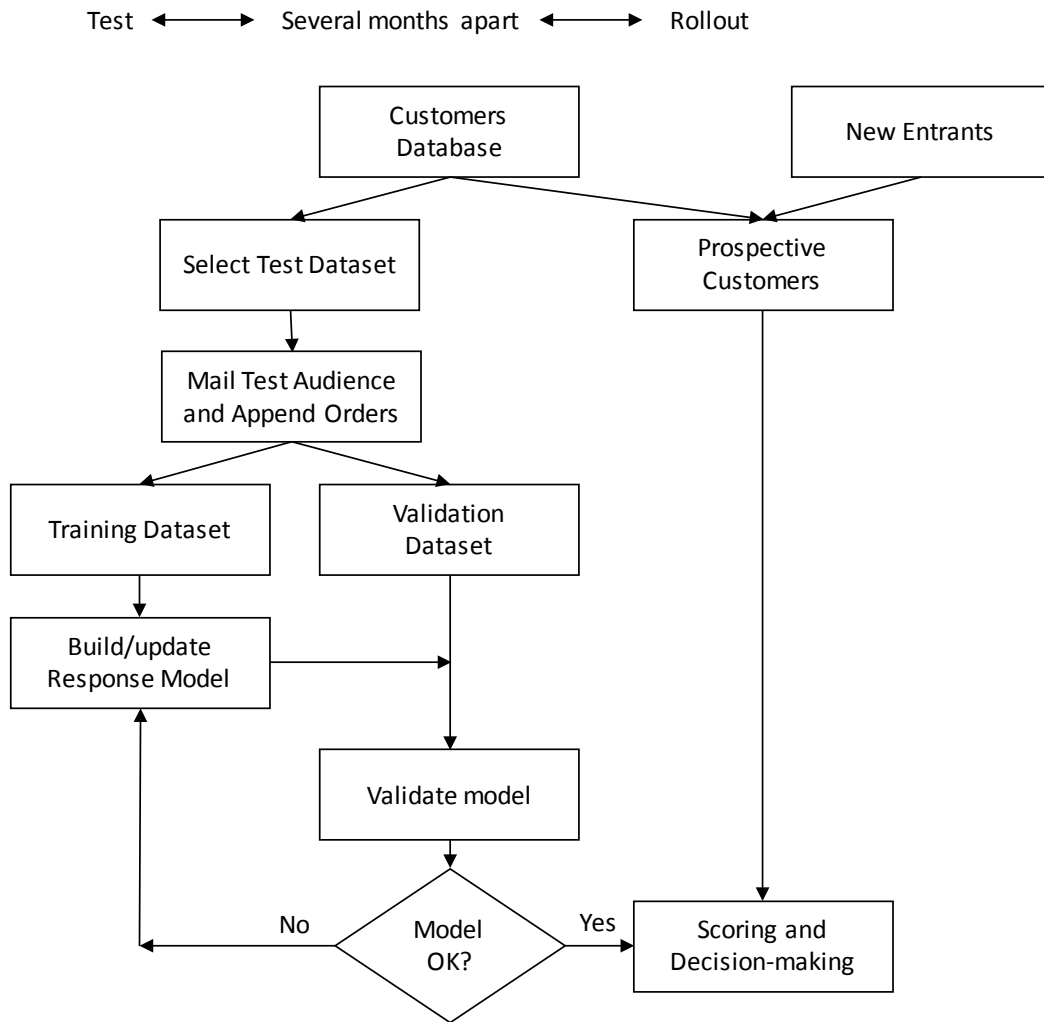 Test Several months apart Rollout
Customers
Database
New Entrants
Select Test Dataset
Prospective
Customers
Mail Test Audience
and Append Orders
Training Dataset
Validation
Dataset
Build/update
Response Model
Validate model
No
Model
OK?
Yes
Scoring and
Decision-making